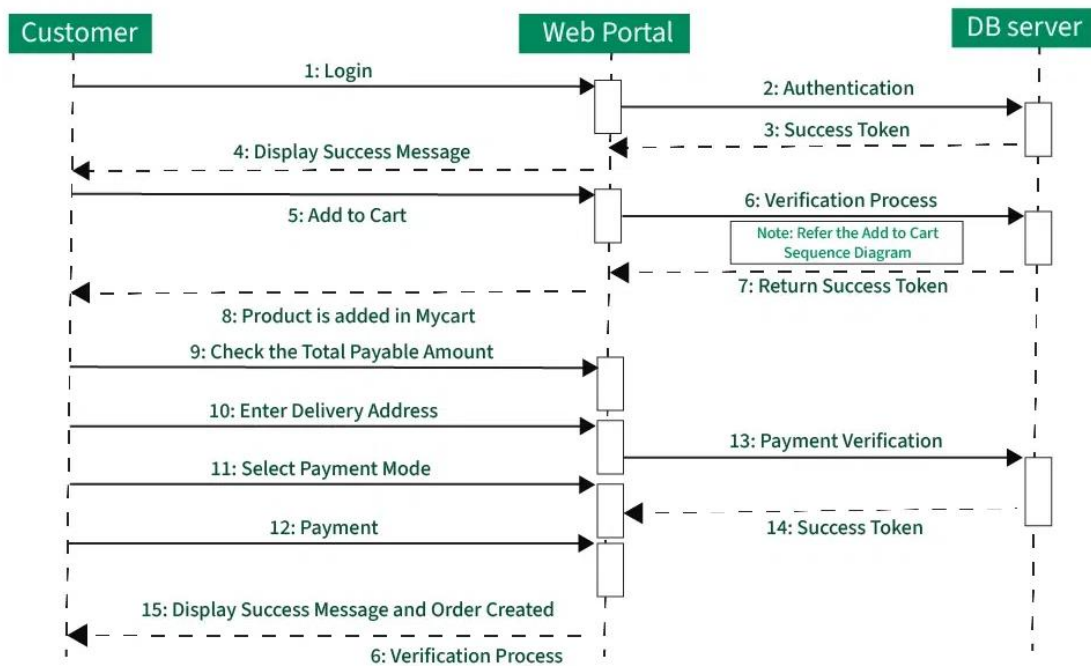 Customer
Web Portal
DB server
1: Login
2: Authentication
3: Success Token
4: Display Success Message
5: Add to Cart
6: Verification Process
Note: Refer the Add to Cart
Sequence Diagram
7: Return Success Token
8: Product is added in Mycart
9: Check the Total Payable Amount
10: Enter Delivery Address
13: Payment Verification
11: Select Payment Mode
12: Payment
14: Success Token
15: Display Success Message and Order Created
6: Verification Process